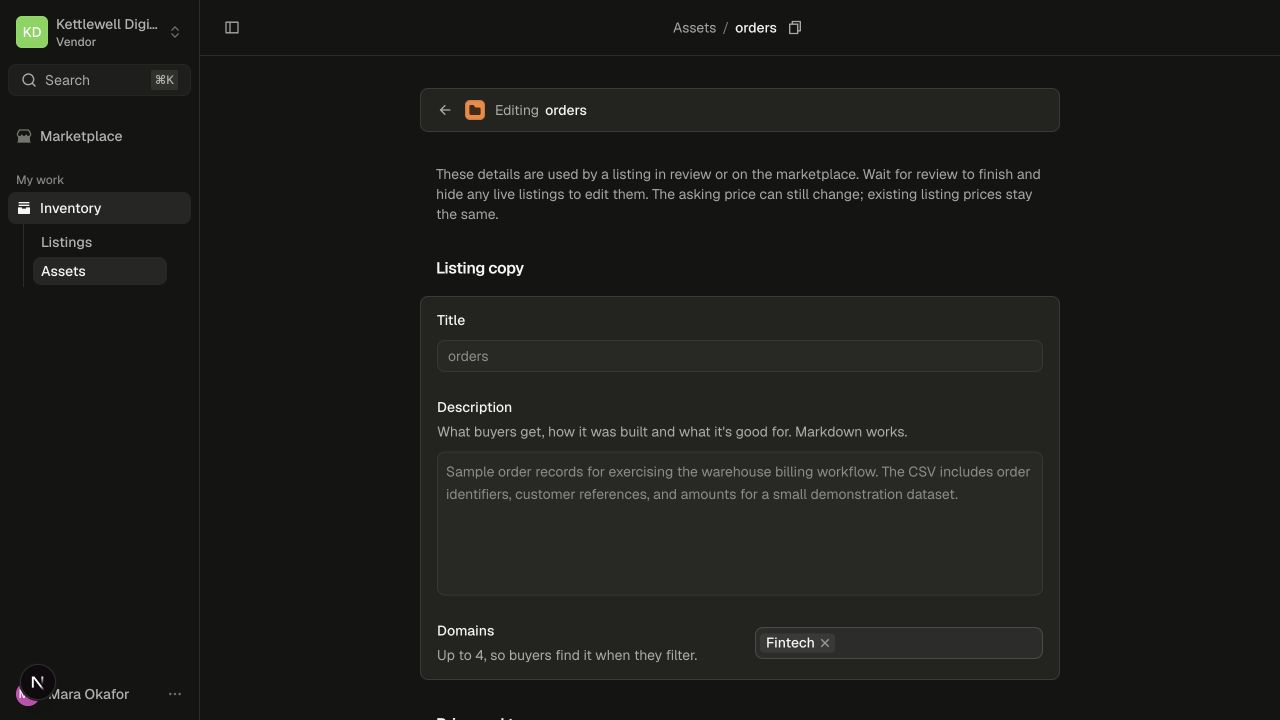 KD
Kettlewell Digi...
Vendor
Search
⌘K
Marketplace
My work
Inventory
Listings
Assets
N
Mara Okafor
Assets / orders
Editing orders
These details are used by a listing in review or on the marketplace. Wait for review to finish and
hide any live listings to edit them. The asking price can still change; existing listing prices stay
the same.
Listing copy
Title
orders
Description
What buyers get, how it was built and what it's good for. Markdown works.
Sample order records for exercising the warehouse billing workflow. The CSV includes order
identifiers, customer references, and amounts for a small demonstration dataset.
Domains
Up to 4, so buyers find it when they filter.
Fintech